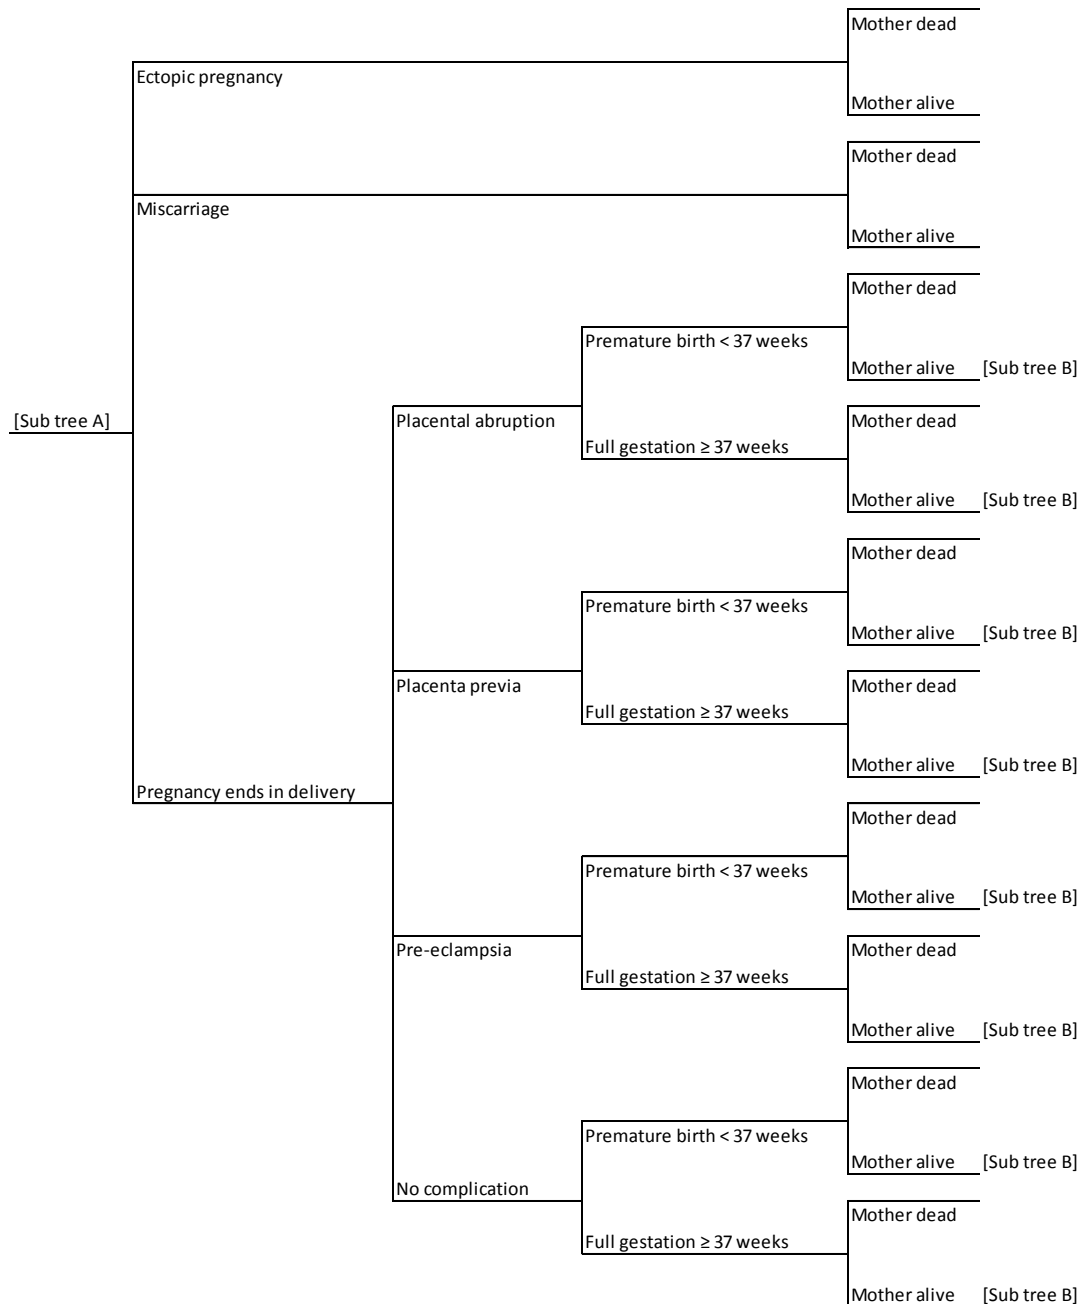 Mother dead
Ectopic pregnancy
Mother alive
Mother dead
Miscarriage
Mother alive
Mother dead
Premature birth < 37 weeks
Mother alive [Sub tree B]
[Sub tree A]
Placental abruption
Mother dead
Full gestation ≥ 37 weeks
Mother alive [Sub tree B]
Mother dead
Premature birth < 37 weeks
Mother alive [Sub tree B]
Placenta previa
Mother dead
Full gestation ≥ 37 weeks
Mother alive [Sub tree B]
Pregnancy ends in delivery
Mother dead
Premature birth < 37 weeks
Mother alive [Sub tree B]
Pre-eclampsia
Mother dead
Full gestation ≥ 37 weeks
Mother alive [Sub tree B]
Mother dead
Premature birth < 37 weeks
Mother alive [Sub tree B]
No complication
Mother dead
Full gestation ≥ 37 weeks
Mother alive [Sub tree B]